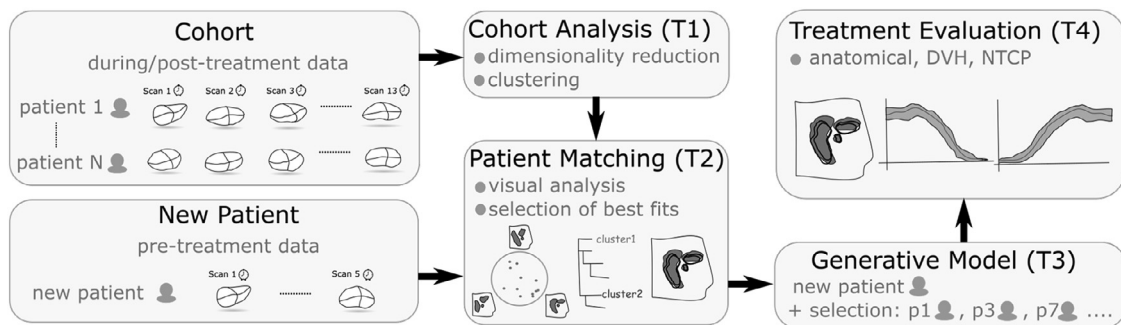 Cohort
during/post-treatment data
Scan 1 Scan 2 Scan 3 Scan 13
patient 1
patient N
New Patient
pre-treatment data
Scan 1 Scan 5
new patient
Cohort Analysis (T1)
dimensionality reduction
clustering
Patient Matching (T2)
visual analysis
selection of best fits
cluster1
cluster2
Treatment Evaluation (T4)
anatomical, DVH, NTCP
Generative Model (T3)
new patient
+ selection: p1 , p3 , p7 ....